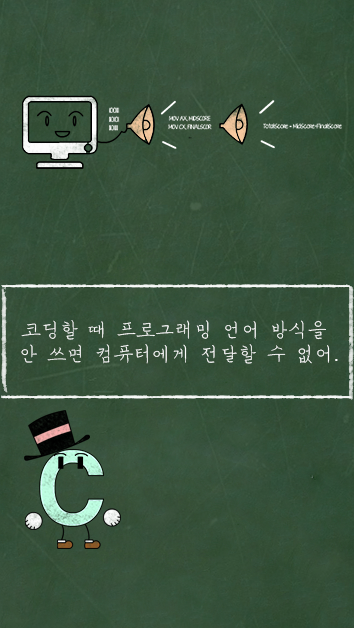 1001
1001
1011
MOV AX, MIDSCORE
MOV CX, FINALSCOR
TotalScore = MidScore+FinalScore
코딩할 때 프로그래밍 언어 방식을
안 쓰면 컴퓨터에게 전달할 수 없어.
C